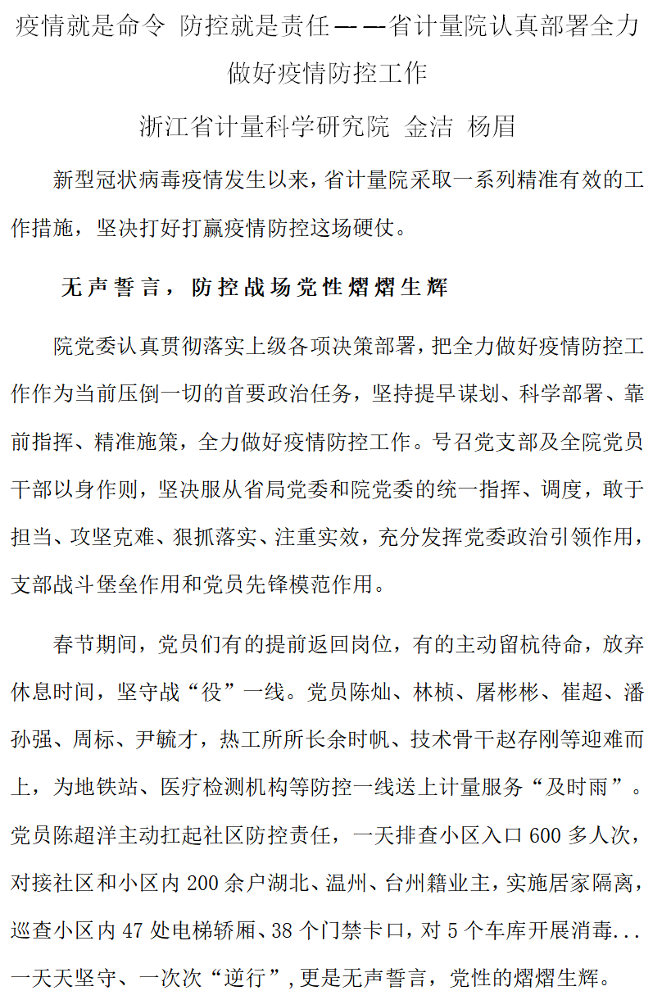 疫情就是命令 防控就是责任——省计量院认真部署全力
做好疫情防控工作
浙江省计量科学研究院 金洁 杨眉
新型冠状病毒疫情发生以来，省计量院采取一系列精准有效的工
作措施，坚决打好打赢疫情防控这场硬仗。
无声誓言，防控战场党性熠熠生辉
院党委认真贯彻落实上级各项决策部署，把全力做好疫情防控工
作作为当前压倒一切的首要政治任务，坚持提早谋划、科学部署、靠
前指挥、精准施策，全力做好疫情防控工作。号召党支部及全院党员
干部以身作则，坚决服从省局党委和院党委的统一指挥、调度，敢于
担当、攻坚克难、狠抓落实、注重实效，充分发挥党委政治引领作用，
支部战斗堡垒作用和党员先锋模范作用。
春节期间，党员们有的提前返回岗位，有的主动留杭待命，放弃
休息时间，坚守战“役”一线。党员陈灿、林桢、屠彬彬、崔超、潘
孙强、周标、尹毓才，热工所所长余时帆、技术骨干赵存刚等迎难而
上，为地铁站、医疗检测机构等防控一线送上计量服务“及时雨”。
党员陈超洋主动扛起社区防控责任，一天排查小区入口 600 多人次，
对接社区和小区内 200 余户湖北、温州、台州籍业主，实施居家隔离，
巡查小区内 47 处电梯轿厢、38 个门禁卡口，对 5 个车库开展消毒...
一天天坚守、一次次“逆行”,更是无声誓言，党性的熠熠生辉。